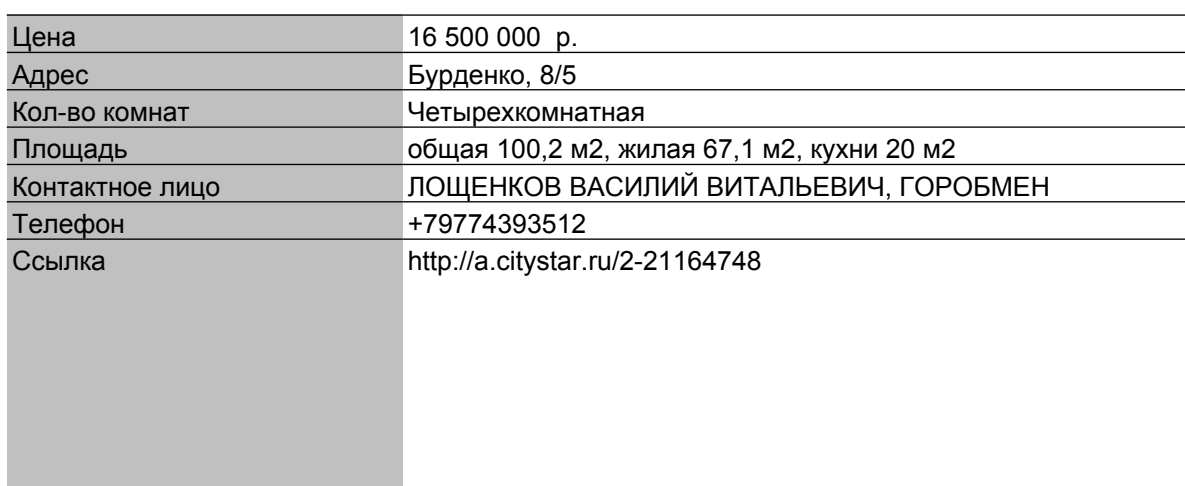 Цена 16 500 000 р.
Адрес Бурденко, 8/5
Кол-во комнат Четырехкомнатная
Площадь общая 100,2 м2, жилая 67,1 м2, кухни 20 м2
Контактное лицо ЛОЩЕНКОВ ВАСИЛИЙ ВИТАЛЬЕВИЧ, ГОРОБМЕН
Телефон +79774393512
Ссылка http://a.citystar.ru/2-21164748